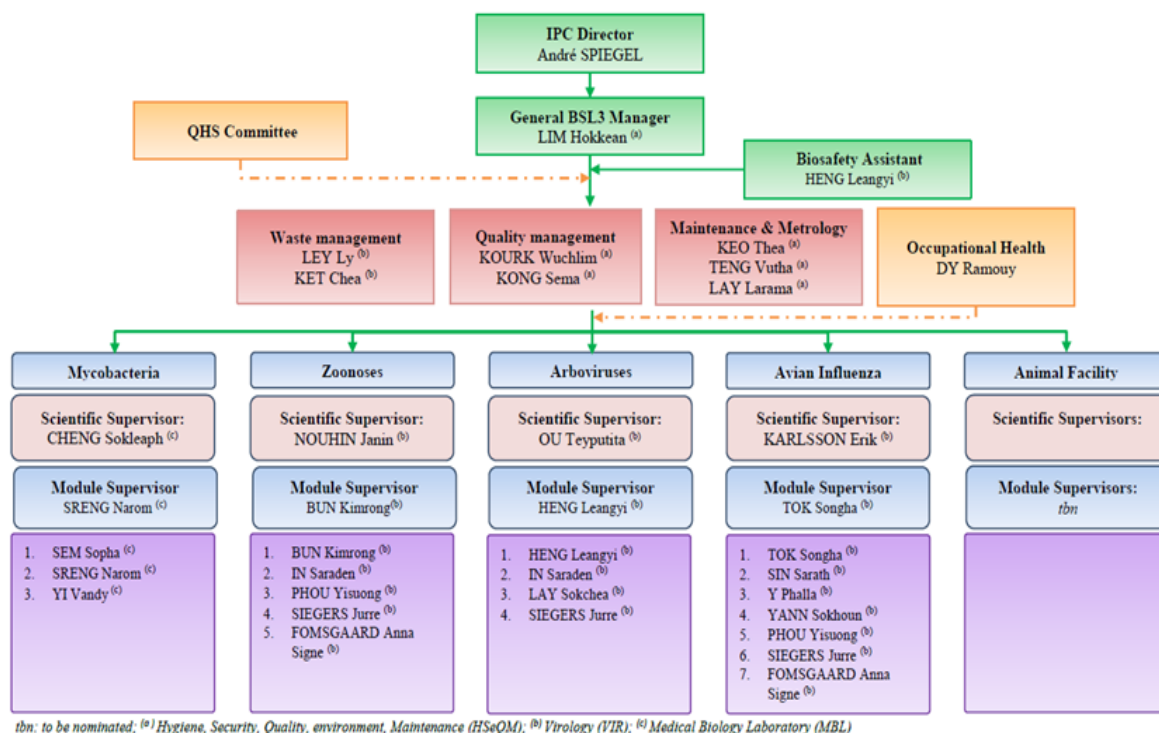 IPC Director
André SPIEGEL
QHS Committee
General BSL3 Manager
LIM Hokkean (a)
Biosafety Assistant
HENG Leangyi (b)
Waste management
LEY Ly (b)
KET Chea (b)
Quality management
KOURK Wuchlim (a)
KONG Sema (a)
Maintenance & Metrology
KEO Thea (a)
TENG Vutha (a)
LAY Larama (a)
Occupational Health
DY Ramouy
Mycobacteria
Zoonoses
Arboviruses
Avian Influenza
Animal Facility
Scientific Supervisor:
CHENG Sokleaph (c)
Scientific Supervisor:
NOUHIN Janin (b)
Scientific Supervisor:
OU Teyputita (b)
Scientific Supervisor:
KARLSSON Erik (b)
Scientific Supervisors:
Module Supervisor
SRENG Narom (c)
Module Supervisor
BUN Kimrong (b)
Module Supervisor
HENG Leangyi (b)
Module Supervisor
TOK Songha (b)
Module Supervisors:
tbn
1. SEM Sopha (c)
2. SRENG Narom (c)
3. YI Vandy (c)
1. BUN Kimrong (b)
2. IN Saraden (b)
3. PHOU Yisuong (b)
4. SIEGERS Jurre (b)
5. FOMSGAARD Anna
Signe (b)
1. HENG Leangyi (b)
2. IN Saraden (b)
3. LAY Sokchea (b)
4. SIEGERS Jurre (b)
1. TOK Songha (b)
2. SIN Sarath (b)
3. Y Phalla (b)
4. YANN Sokhoun (b)
5. PHOU Yisuong (b)
6. SIEGERS Jurre (b)
7. FOMSGAARD Anna
Signe (b)
tbn: to be nominated; (a) Hygiene, Security, Quality, environment, Maintenance (HSeQM); (b) Virology (VIR); (c) Medical Biology Laboratory (MBL)